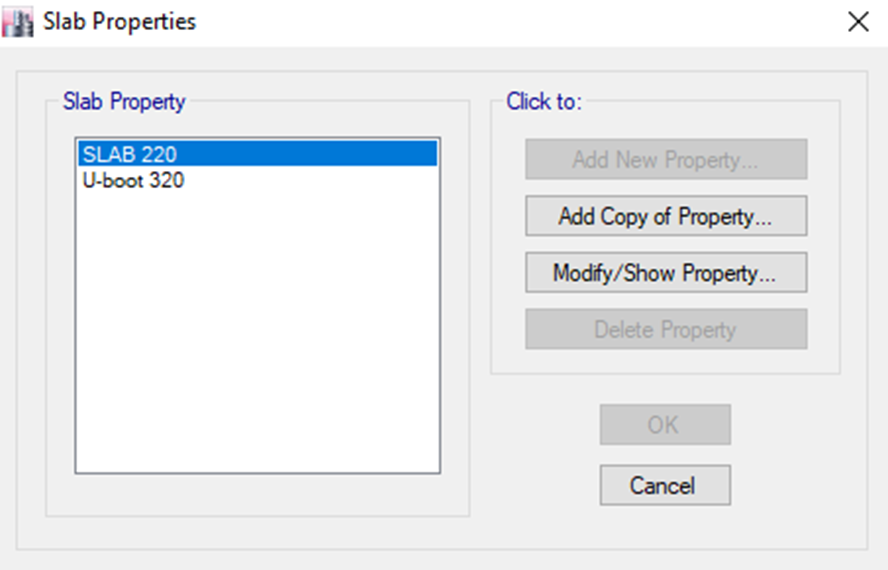 Slab Properties
Slab Property
SLAB 220
U-boot 320
Click to:
Add New Property...
Add Copy of Property...
Modify/Show Property...
Delete Property
OK
Cancel